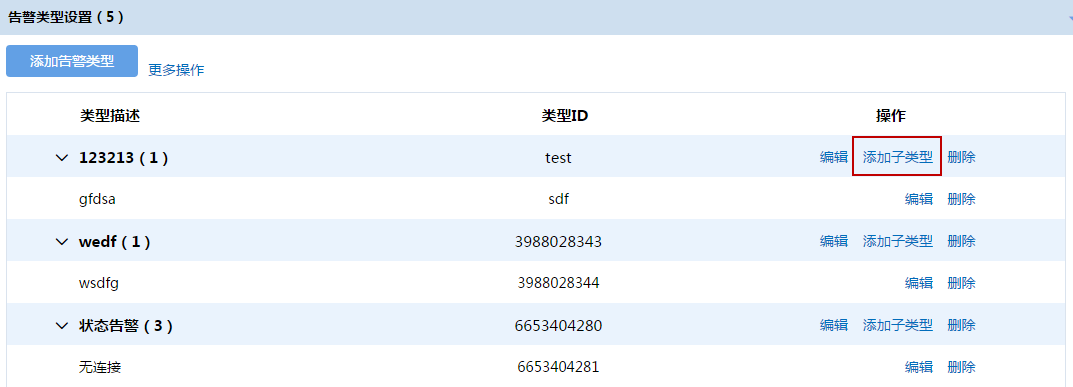 告警类型设置（5）
添加告警类型 更多操作
类型描述 类型ID 操作
123213（1） test 编辑 添加子类型 删除
gfdsa sdf 编辑 删除
wedf（1） 3988028343 编辑 添加子类型 删除
wsdfg 3988028344 编辑 删除
状态告警（3） 6653404280 编辑 添加子类型 删除
无连接 6653404281 编辑 删除